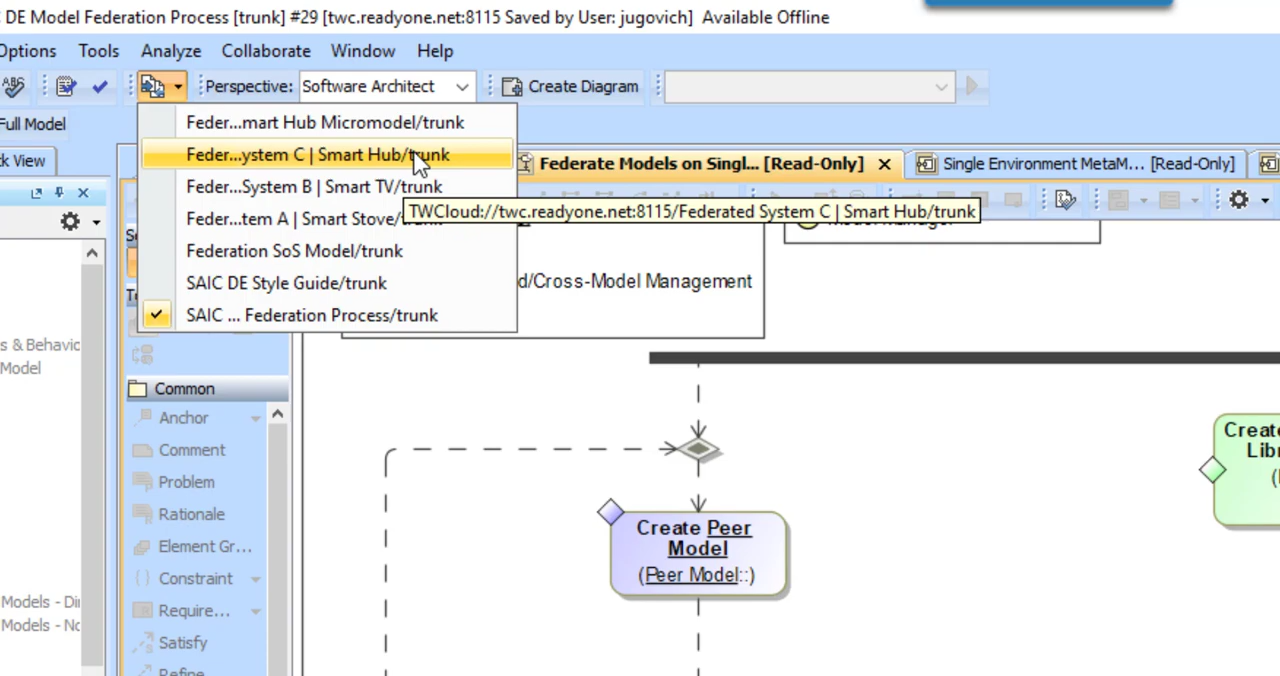 DE Model Federation Process [trunk] #29 [twc.readyone.net:8115 Saved by User: jugovich] Available Offline
Options Tools Analyze Collaborate Window Help
Perspective: Software Architect Create Diagram
Full Model
Feder...mart Hub Micromodel/trunk
Feder...ystem C | Smart Hub/trunk
Feder...System B | Smart TV/trunk
Feder...tem A | Smart Stove/
Federation SoS Model/trunk
SAIC DE Style Guide/trunk
SAIC ... Federation Process/trunk
TWCloud://twc.readyone.net:8115/Federated System C | Smart Hub/trunk
k View
Federate Models on Singl... [Read-Only]
Single Environment MetaM... [Read-Only]
d/Cross-Model Management
s & Behavic
Model
Common
Anchor
Comment
Problem
Rationale
Element Gr...
{ } Constraint
Require...
Satisfy
Refine
Models - Di
Models - No
Create Peer
Model
(Peer Model::)
Create
Libr
(